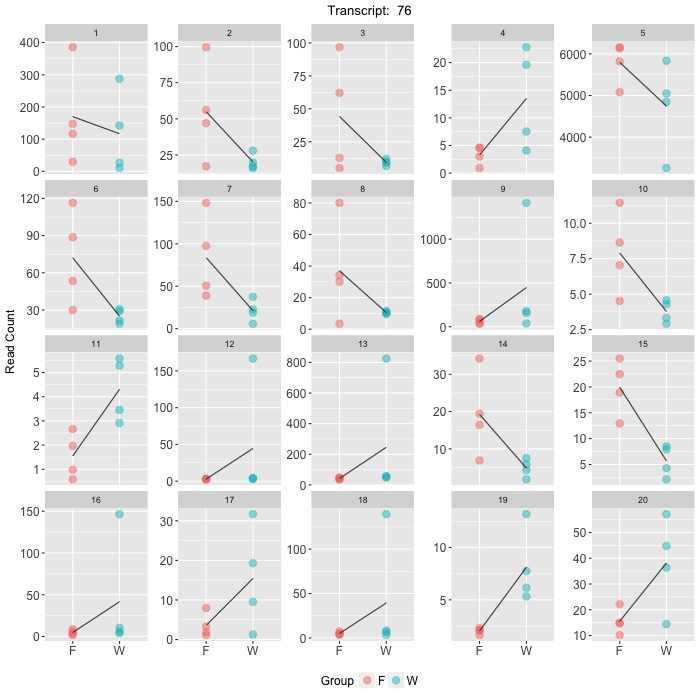 Transcript: 76
1 2 3 4 5
400 300 200 100 0
100 75 50 25
100 75 50 25
20 15 10 5 0
6000 5000 4000
6 7 8 9 10
120 90 60 30
150 100 50 0
80 60 40 20 0
1000 500 0
10.0 7.5 5.0 2.5
Read Count
11 12 13 14 15
5 4 3 2 1
150 100 50 0
800 600 400 200 0
30 20 10
25 20 15 10 5
16 17 18 19 20
150 100 50 0
30 20 10 0
100 50 0
10 5
50 40 30 20 10
F W F W F W F W F W
Group F W